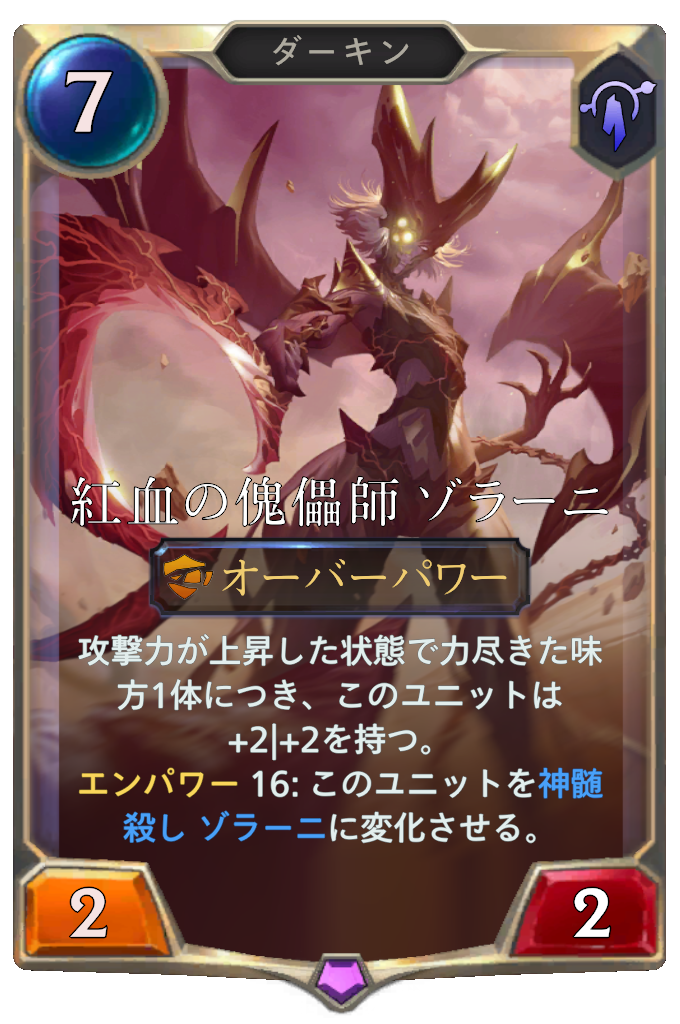 ダーキン
7
紅血の傀儡師 ゾラーニ
オーバーパワー
攻撃力が上昇した状態で力尽きた味
方1体につき、このユニットは
+2|+2を持つ。
エンパワー 16: このユニットを神髄
殺し ゾラーニに変化させる。
2
2